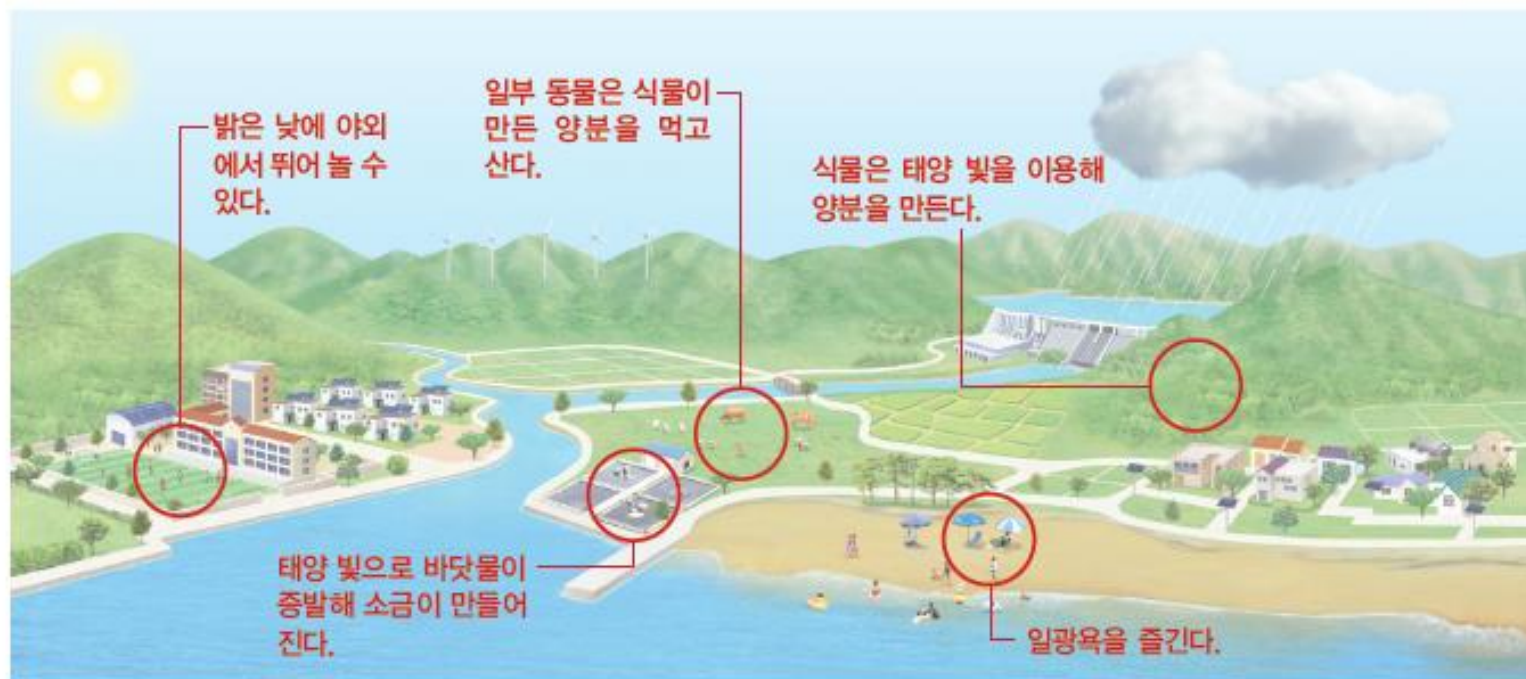 밝은 낮에 야외
에서 뛰어 놀 수
있다.
일부 동물은 식물이
만든 양분을 먹고
산다.
식물은 태양 빛을 이용해
양분을 만든다.
태양 빛으로 바닷물이
증발해 소금이 만들어
진다.
일광욕을 즐긴다.